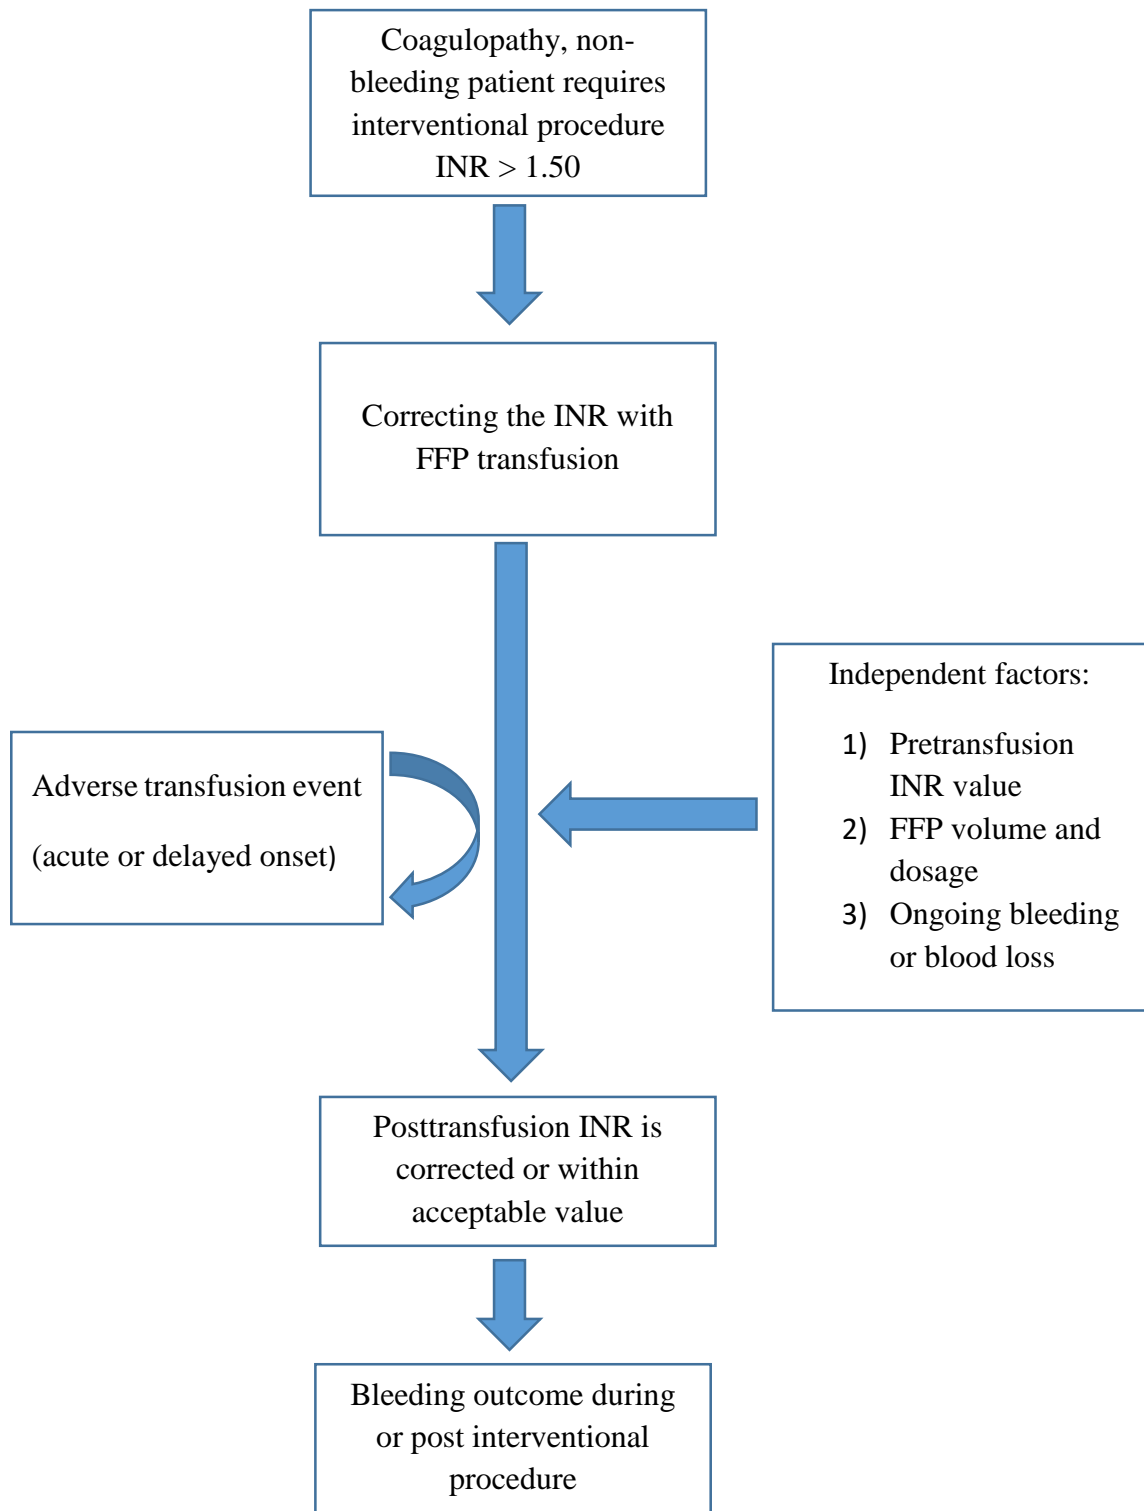 Coagulopathy, non-
bleeding patient requires
interventional procedure
INR > 1.50
Correcting the INR with
FFP transfusion
Independent factors:
1) Pretransfusion
INR value
2) FFP volume and
dosage
3) Ongoing bleeding
or blood loss
Adverse transfusion event
(acute or delayed onset)
Posttransfusion INR is
corrected or within
acceptable value
Bleeding outcome during
or post interventional
procedure